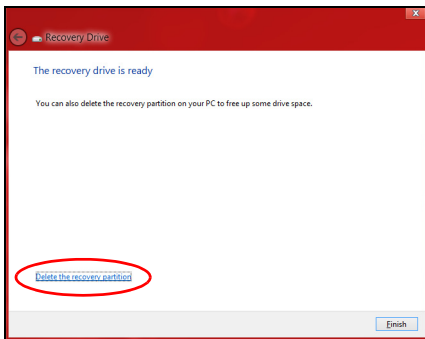 Recovery Drive
The recovery drive is ready
You can also delete the recovery partition on your PC to free up some drive space.
Delete the recovery partition
Finish